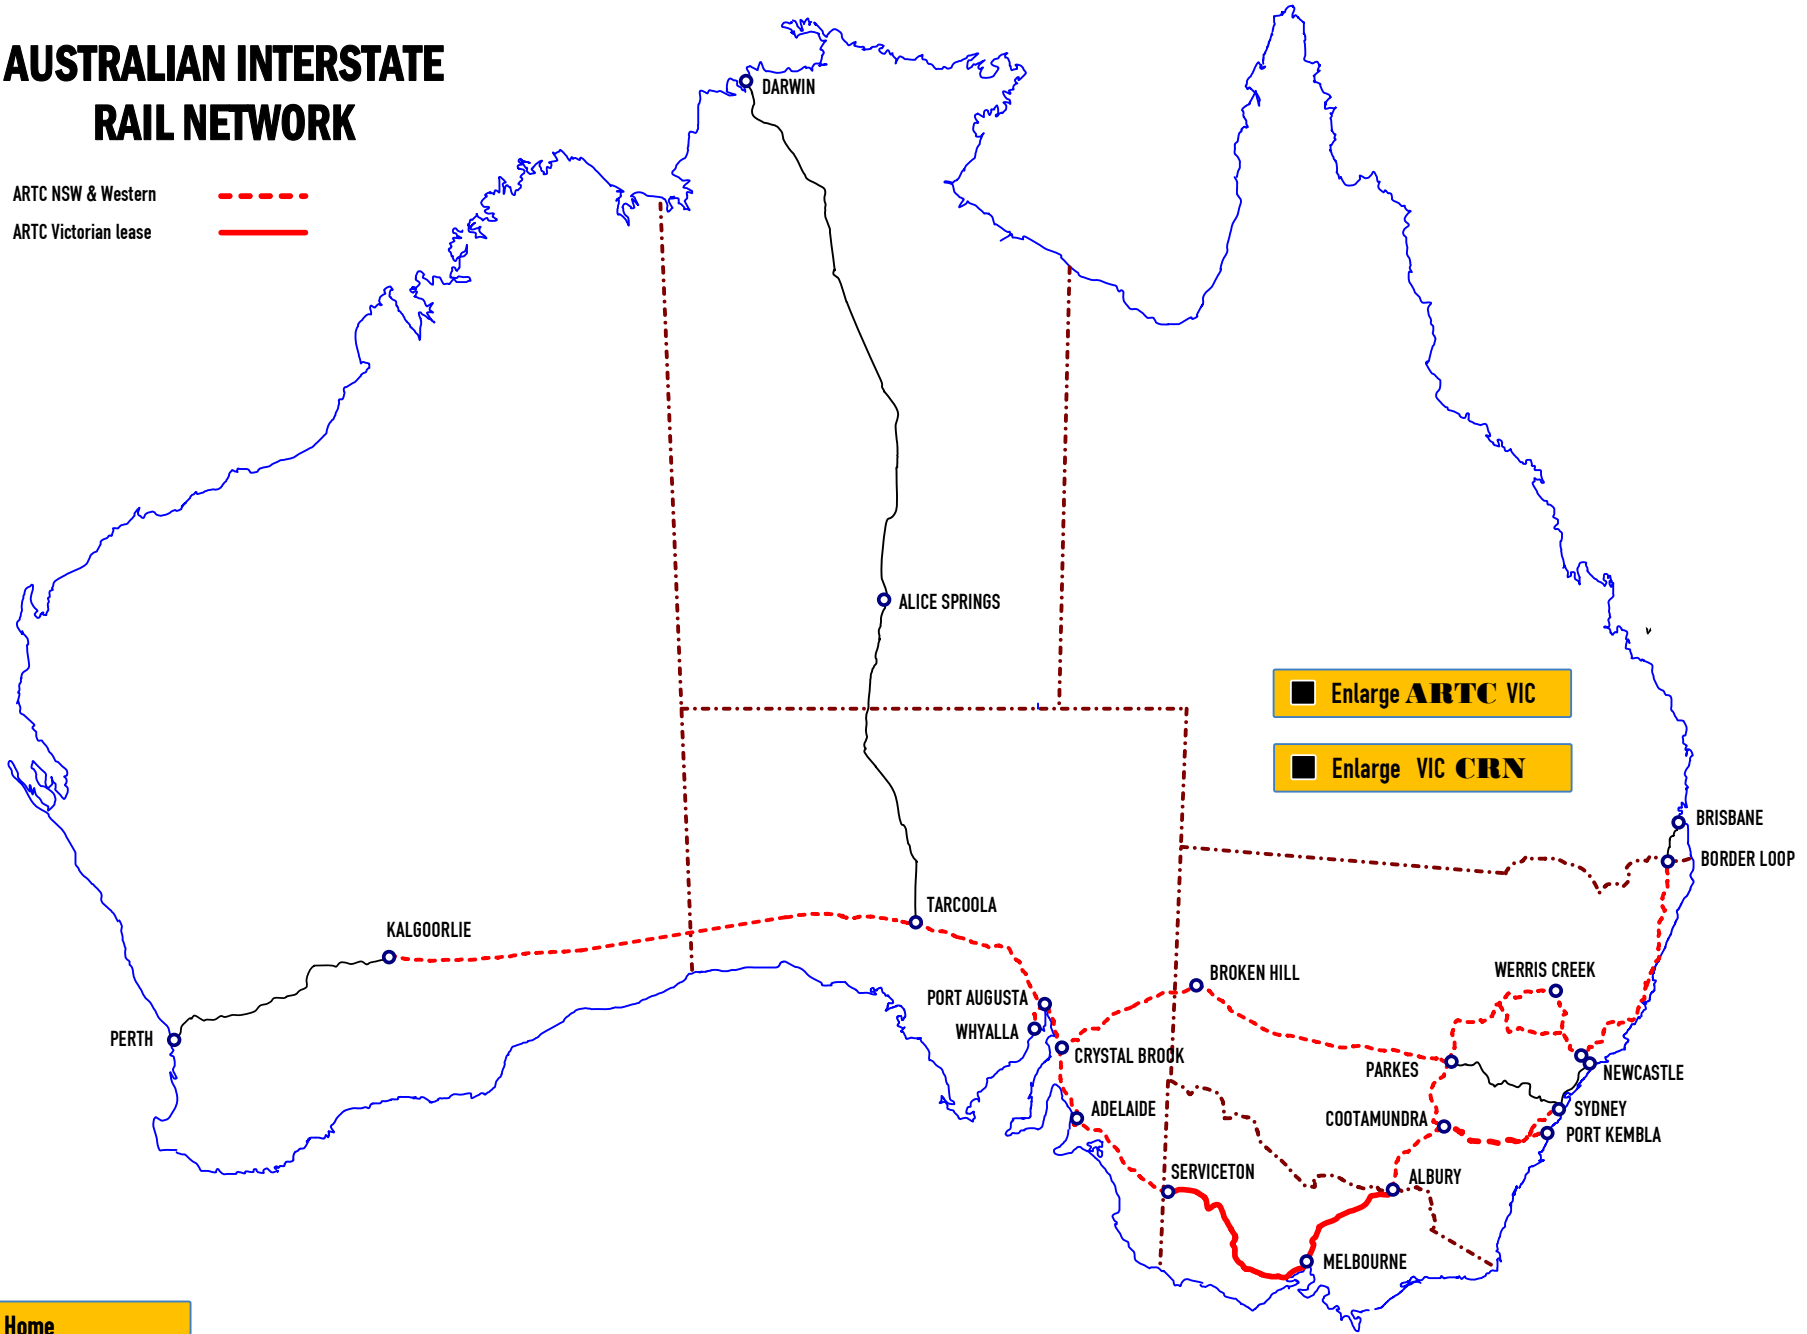 AUSTRALIAN INTERSTATE
RAIL NETWORK
ARTC NSW & Western
ARTC Victorian lease
DARWIN
ALICE SPRINGS
Enlarge ARTC VIC
Enlarge VIC CRN
BRISBANE
BORDER LOOP
TARCOOLA
KALGOORLIE
BROKEN HILL
WERRIS CREEK
PORT AUGUSTA
WHYALLA
PERTH
CRYSTAL BROOK
PARKES
NEWCASTLE
ADELAIDE
COOTAMUNDRA
SYDNEY
PORT KEMBLA
SERVICETON
ALBURY
MELBOURNE
Home